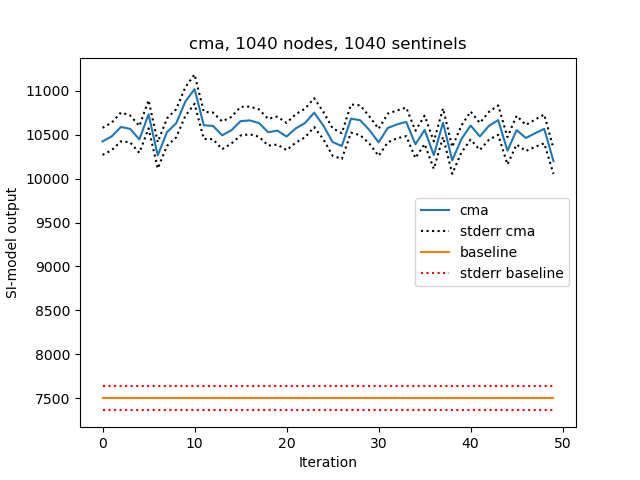 cma, 1040 nodes, 1040 sentinels
SI-model output
11000
10500
10000
9500
9000
8500
8000
7500
cma
stderr cma
baseline
stderr baseline
0 10 20 30 40 50
Iteration